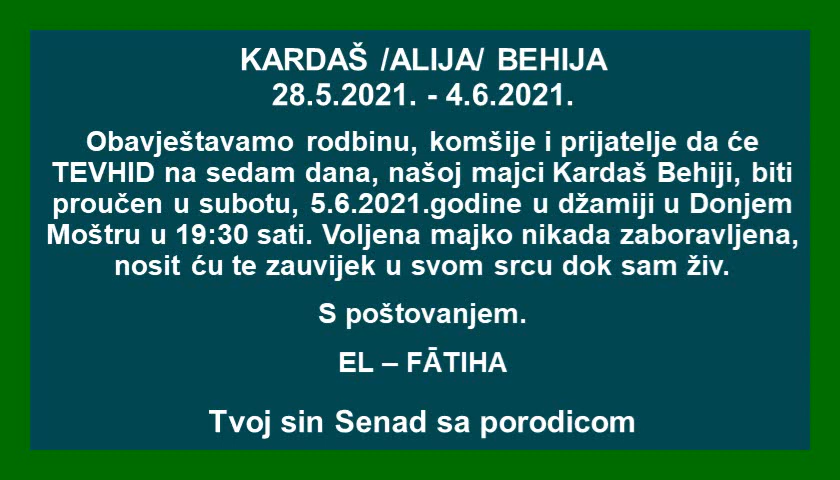 KARDAŠ /ALIJA/ BEHIJA
28.5.2021. - 4.6.2021.
Obavještavamo rodbinu, komšije i prijatelje da će
TEVHID na sedam dana, našoj majci Kardaš Behiji, biti
proučen u subotu, 5.6.2021.godine u džamiji u Donjem
Moštru u 19:30 sati. Voljena majko nikada zaboravljena,
nosit ću te zauvijek u svom srcu dok sam živ.
S poštovanjem.
EL – FĀTIHA
Tvoj sin Senad sa porodicom